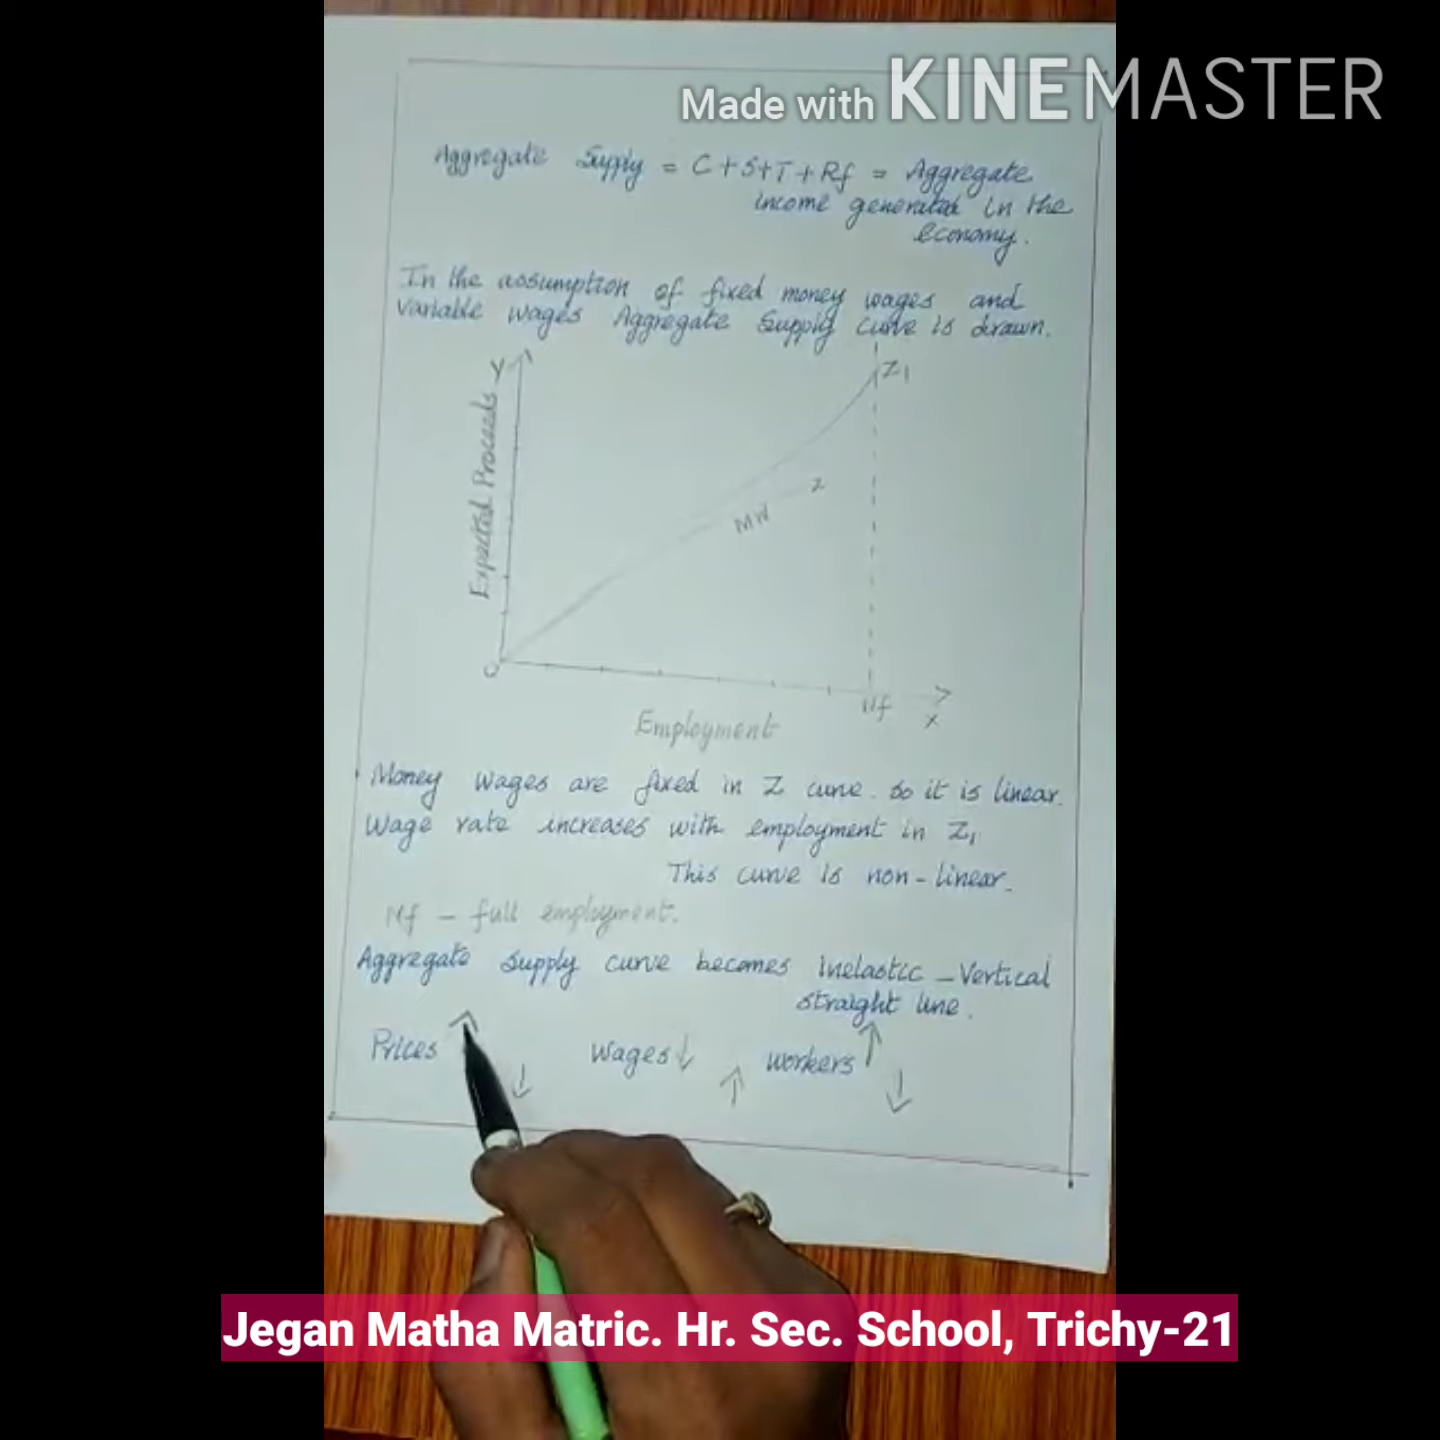 Made with KINEMASTER
Aggregate Supply = C + S + T + Rf = Aggregate
income generated in the
economy.
In the assumption of fixed money wages and
variable wages Aggregate Supply curve is drawn.
Y
Z1
Expected Proceeds
Z
MW
O
Nf
X
Employment
Money wages are fixed in Z curve. So it is linear.
Wage rate increases with employment in Z1
This curve is non-linear.
Nf - full employment.
Aggregate supply curve becomes inelastic - Vertical
straight line.
Prices ↑ ↓ Wages ↓ ↑ workers ↑ ↓
Jegan Matha Matric. Hr. Sec. School, Trichy-21